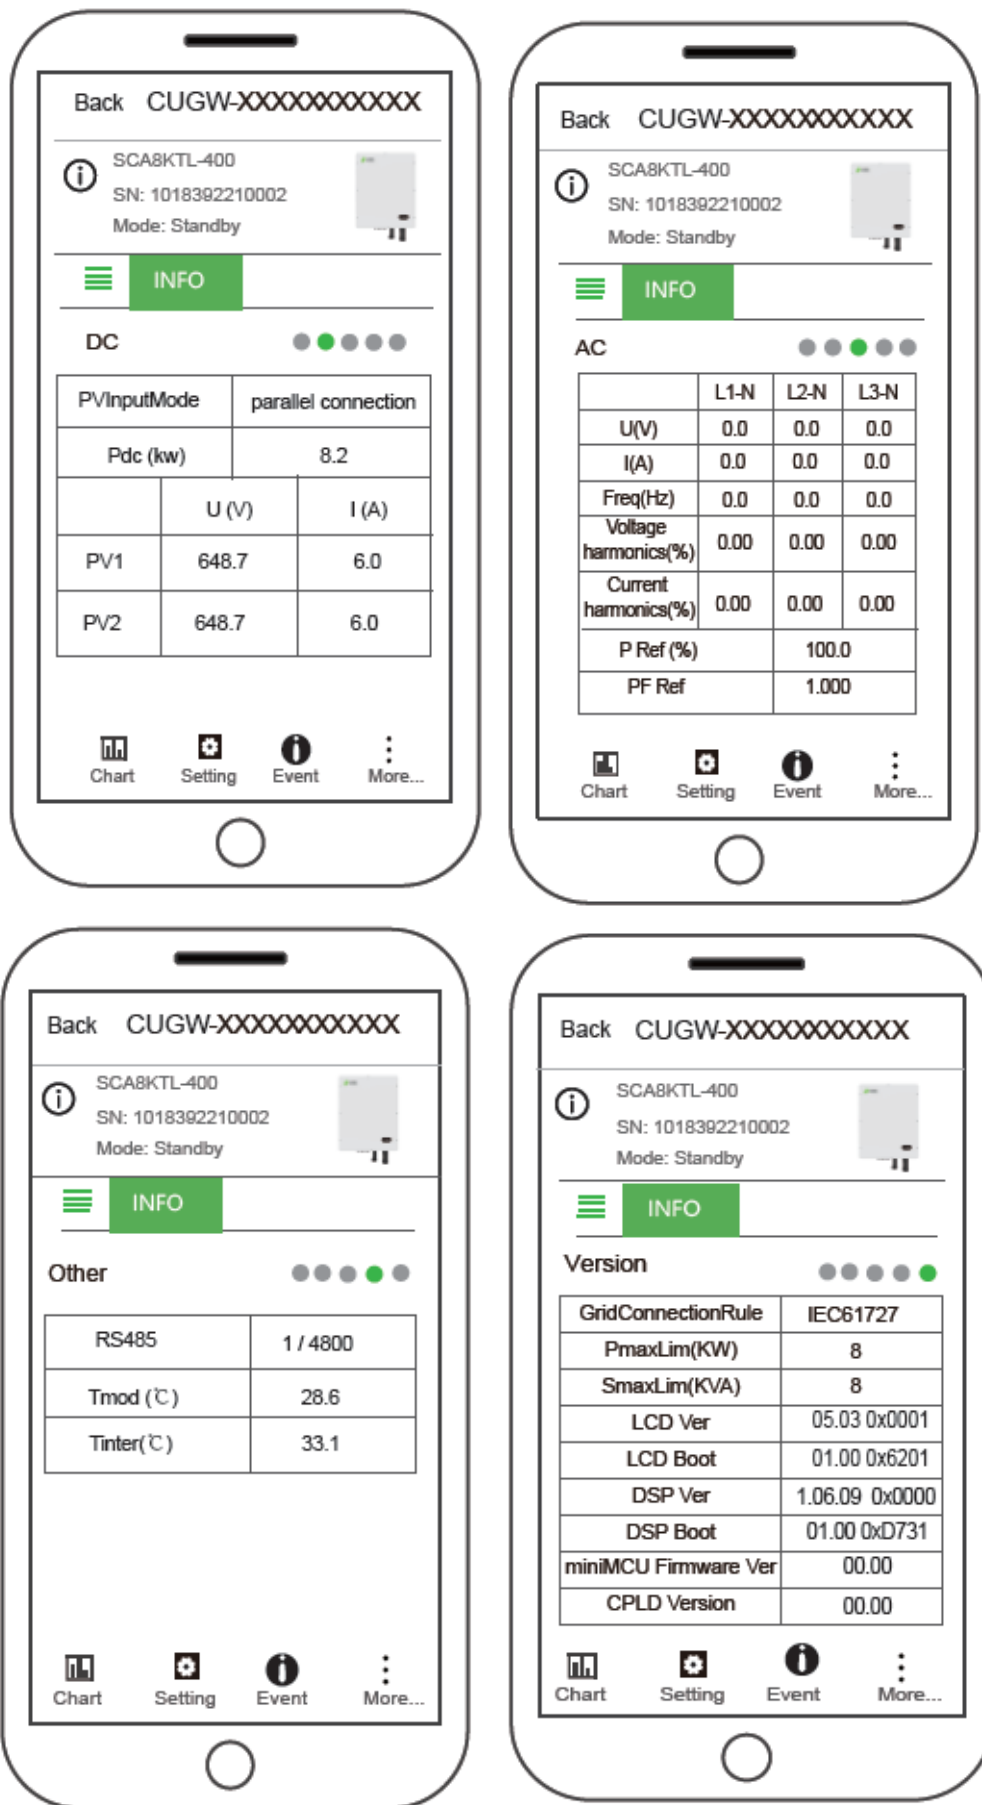 Back CUGW-XXXXXXXXXXX
SCA8KTL-400
SN: 1018392210002
Mode: Standby
INFO
DC
PVInputMode parallel connection
Pdc (kw) 8.2
U (V) I (A)
PV1 648.7 6.0
PV2 648.7 6.0
Chart Setting Event More...
Back CUGW-XXXXXXXXXXX
SCA8KTL-400
SN: 1018392210002
Mode: Standby
INFO
AC
L1-N L2-N L3-N
U(V) 0.0 0.0 0.0
I(A) 0.0 0.0 0.0
Freq(Hz) 0.0 0.0 0.0
Voltage
harmonics(%) 0.00 0.00 0.00
Current
harmonics(%) 0.00 0.00 0.00
P Ref (%) 100.0
PF Ref 1.000
Chart Setting Event More...
Back CUGW-XXXXXXXXXXX
SCA8KTL-400
SN: 1018392210002
Mode: Standby
INFO
Other
RS485 1 / 4800
Tmod (℃) 28.6
Tinter(℃) 33.1
Chart Setting Event More...
Back CUGW-XXXXXXXXXXX
SCA8KTL-400
SN: 1018392210002
Mode: Standby
INFO
Version
GridConnectionRule IEC61727
PmaxLim(KW) 8
SmaxLim(KVA) 8
LCD Ver 05.03 0x0001
LCD Boot 01.00 0x6201
DSP Ver 1.06.09 0x0000
DSP Boot 01.00 0xD731
miniMCU Firmware Ver 00.00
CPLD Version 00.00
Chart Setting Event More...